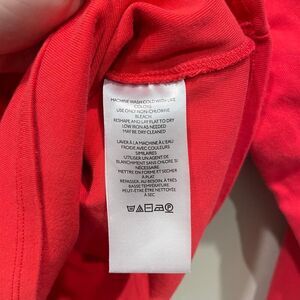 MACHINE WASH COLD WITH LIKE
COLORS
USE ONLY NON-CHLORINE
BLEACH
RESHAPE AND LAY FLAT TO DRY
LOW IRON AS NEEDED
MAY BE DRY CLEANED
LAVER À LA MACHINE À L'EAU
FROIDE AVEC COULEURS
SIMILAIRES
UTILISER UN AGENT DE
BLANCHIMENT SANS CHLORE SI
NÉCESSAIRE
METTRE EN FORME ET SÉCHER
À PLAT
REPASSER, AU BESOIN, À TRÈS
BASSE TEMPÉRATURE
PEUT-ÊTRE ÊTRE NETTOYÉE
À SEC